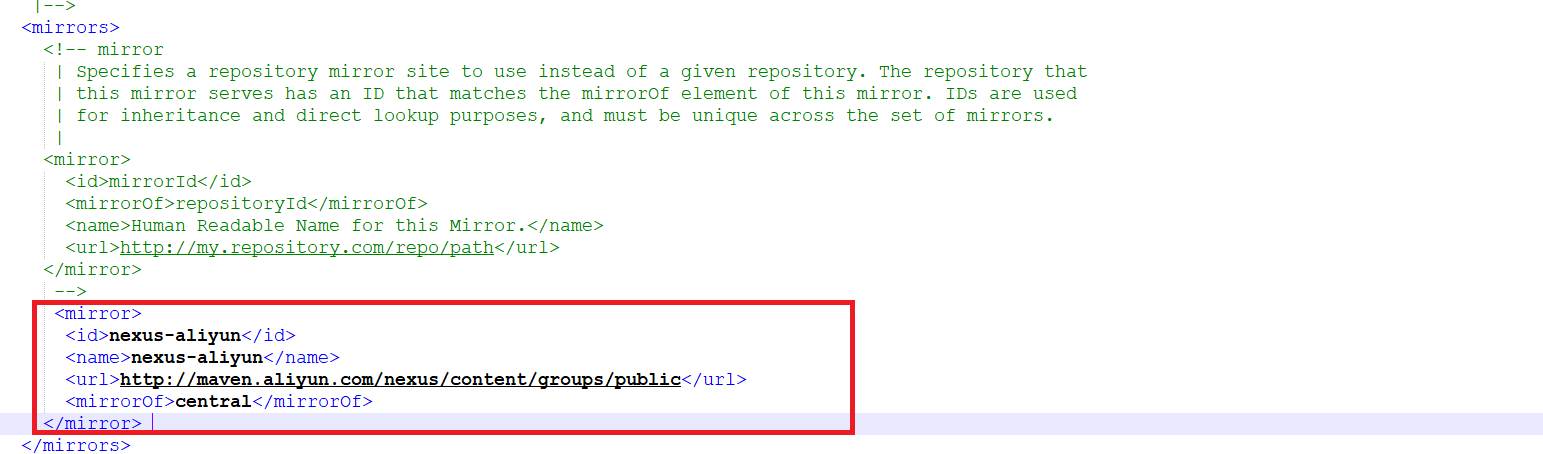 |-->
<mirrors>
<!-- mirror
| Specifies a repository mirror site to use instead of a given repository. The repository that
| this mirror serves has an ID that matches the mirrorOf element of this mirror. IDs are used
| for inheritance and direct lookup purposes, and must be unique across the set of mirrors.
|
<mirror>
<id>mirrorId</id>
<mirrorOf>repositoryId</mirrorOf>
<name>Human Readable Name for this Mirror.</name>
<url>http://my.repository.com/repo/path</url>
</mirror>
-->
<mirror>
<id>nexus-aliyun</id>
<name>nexus-aliyun</name>
<url>http://maven.aliyun.com/nexus/content/groups/public</url>
<mirrorOf>central</mirrorOf>
</mirror>
</mirrors>